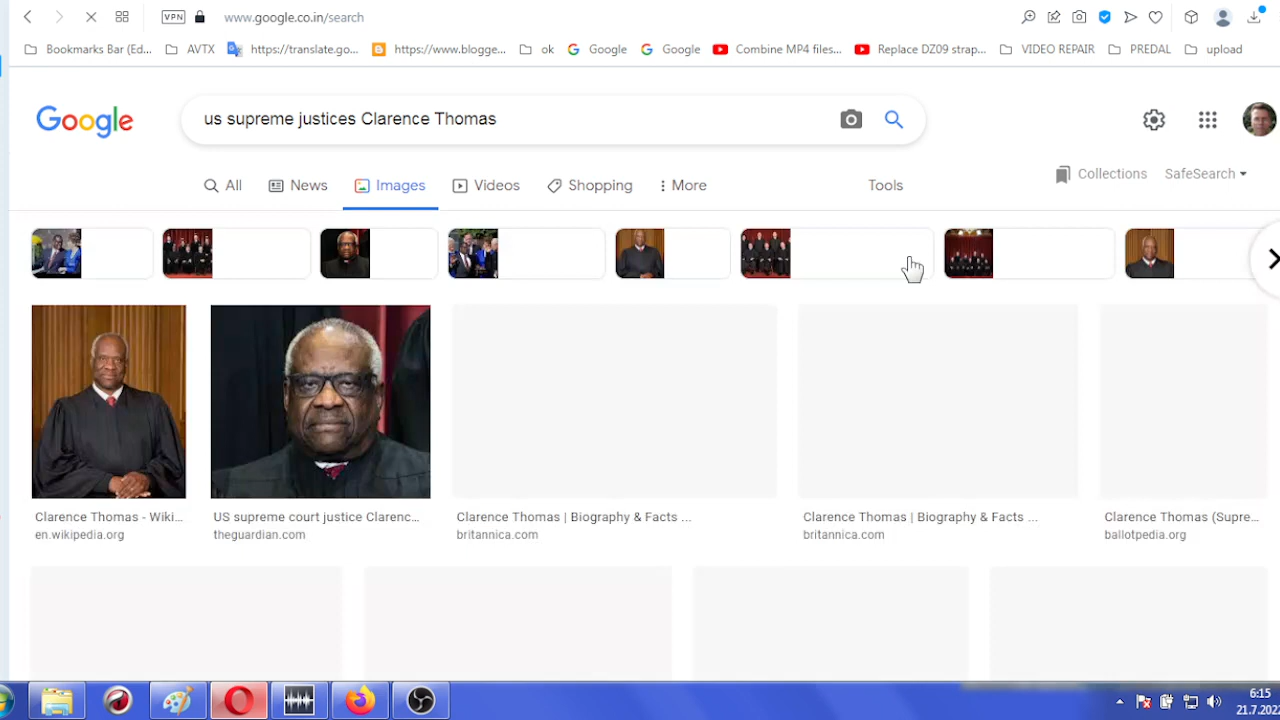 VPN www.google.co.in/search
Bookmarks Bar (Ed... AVTX https://translate.go... https://www.blogge... ok Google Google Combine MP4 files... Replace DZ09 strap... VIDEO REPAIR PREDAL upload
Google us supreme justices Clarence Thomas
All News Images Videos Shopping More Tools Collections SafeSearch
Clarence Thomas - Wiki... US supreme court justice Clarenc... Clarence Thomas | Biography & Facts ... Clarence Thomas | Biography & Facts ... Clarence Thomas (Supre...
en.wikipedia.org theguardian.com britannica.com britannica.com ballotpedia.org
6:15